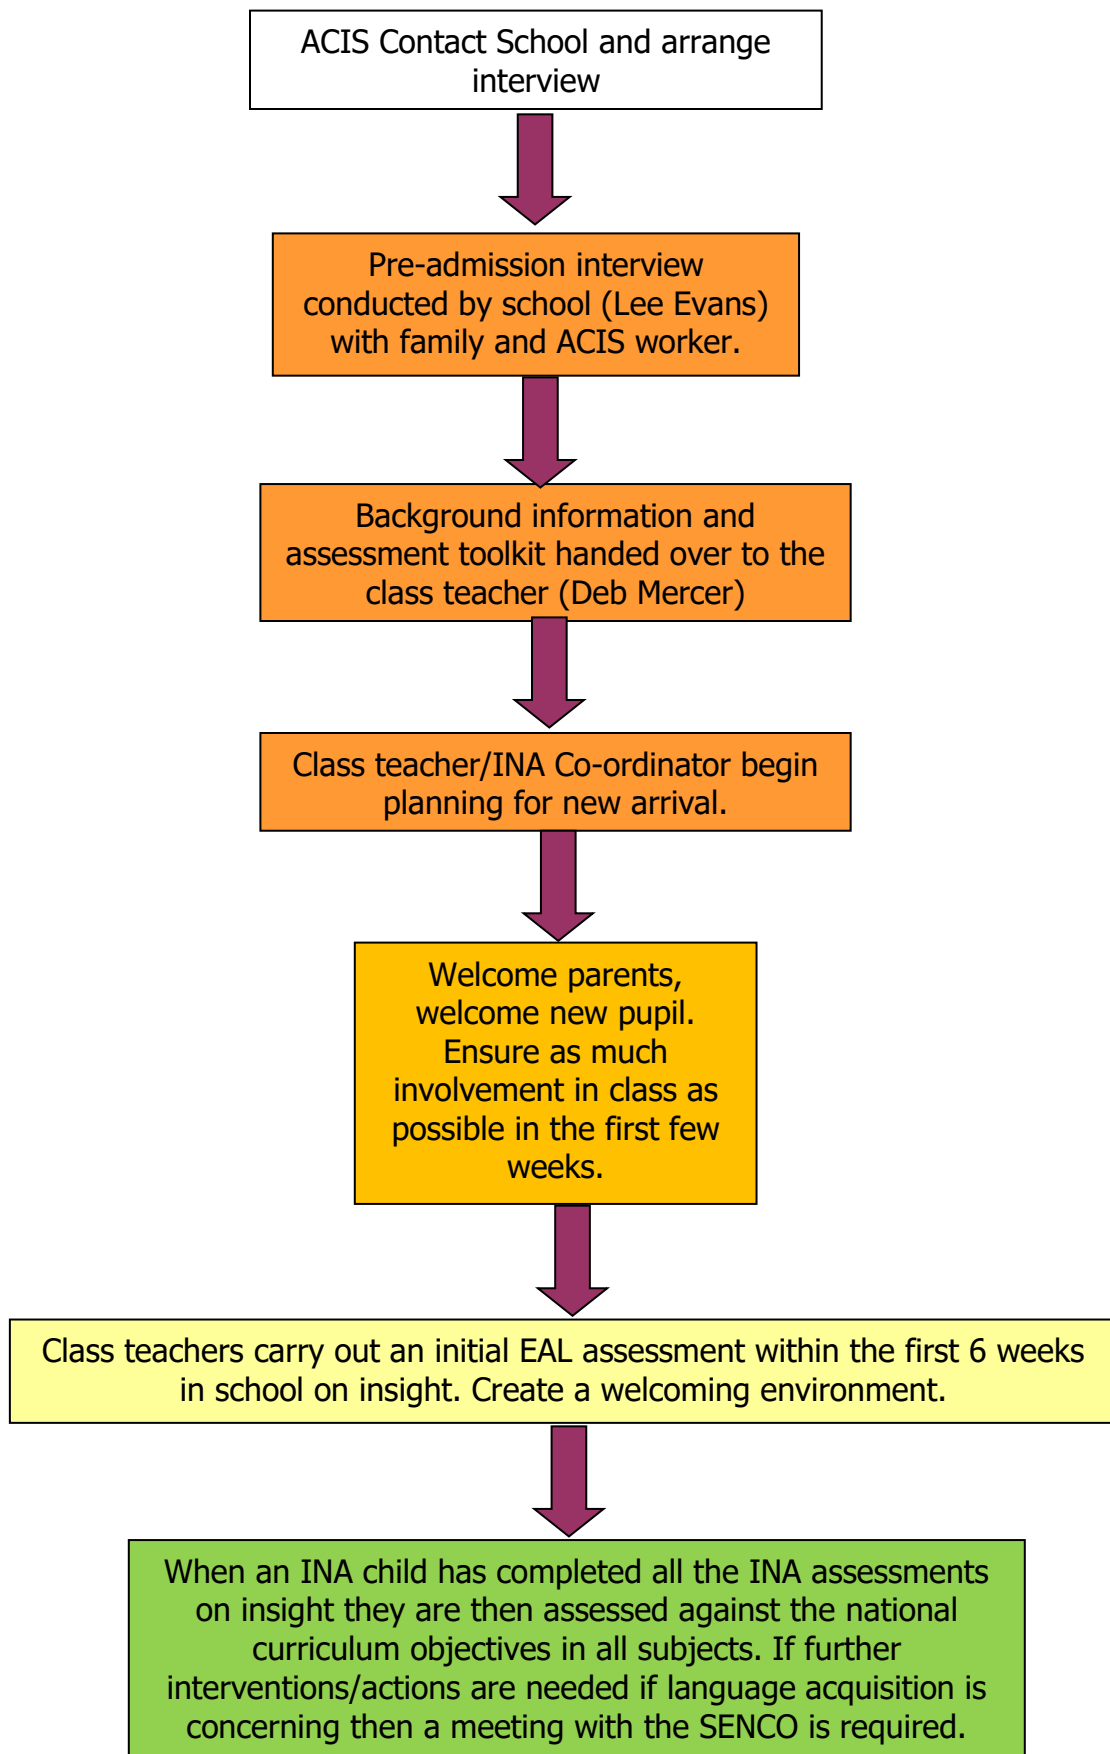 ACIS Contact School and arrange
interview
Pre-admission interview
conducted by school (Lee Evans)
with family and ACIS worker.
Background information and
assessment toolkit handed over to the
class teacher (Deb Mercer)
Class teacher/INA Co-ordinator begin
planning for new arrival.
Welcome parents,
welcome new pupil.
Ensure as much
involvement in class as
possible in the first few
weeks.
Class teachers carry out an initial EAL assessment within the first 6 weeks
in school on insight. Create a welcoming environment.
When an INA child has completed all the INA assessments
on insight they are then assessed against the national
curriculum objectives in all subjects. If further
interventions/actions are needed if language acquisition is
concerning then a meeting with the SENCO is required.